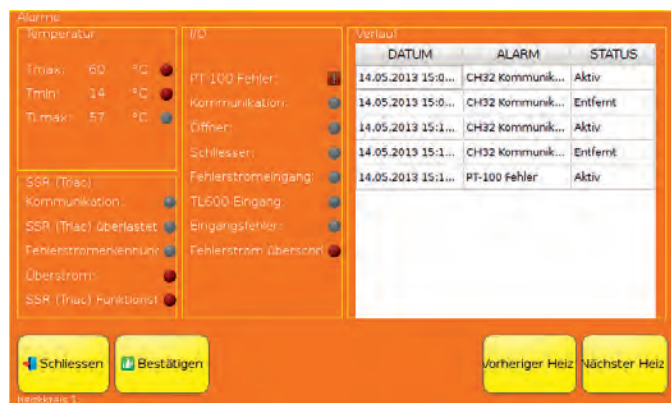 Alarme
Temperatur
Tmax: 60 °C
Tmin: 14 °C
TLmax: 57 °C
SSR (Triac)
Kommunikation:
SSR (Triac) überlastet
Fehlerstromerkennung
Überstrom:
SSR (Triac) Funktionst
I/O
PT-100 Fehler:
Kommunikation:
Öffner:
Schliesser:
Fehlerstromeingang:
TL600 Eingang:
Eingangsfehler:
Fehlerstrom überschri
Verlauf
DATUM ALARM STATUS
14.05.2013 15:0... CH32 Kommunik... Aktiv
14.05.2013 15:0... CH32 Kommunik... Entfernt
14.05.2013 15:1... CH32 Kommunik... Aktiv
14.05.2013 15:1... CH32 Kommunik... Entfernt
14.05.2013 15:1... PT-100 Fehler Aktiv
Schliessen
Bestätigen
Vorheriger Heiz
Nächster Heiz
Heizkreis 1